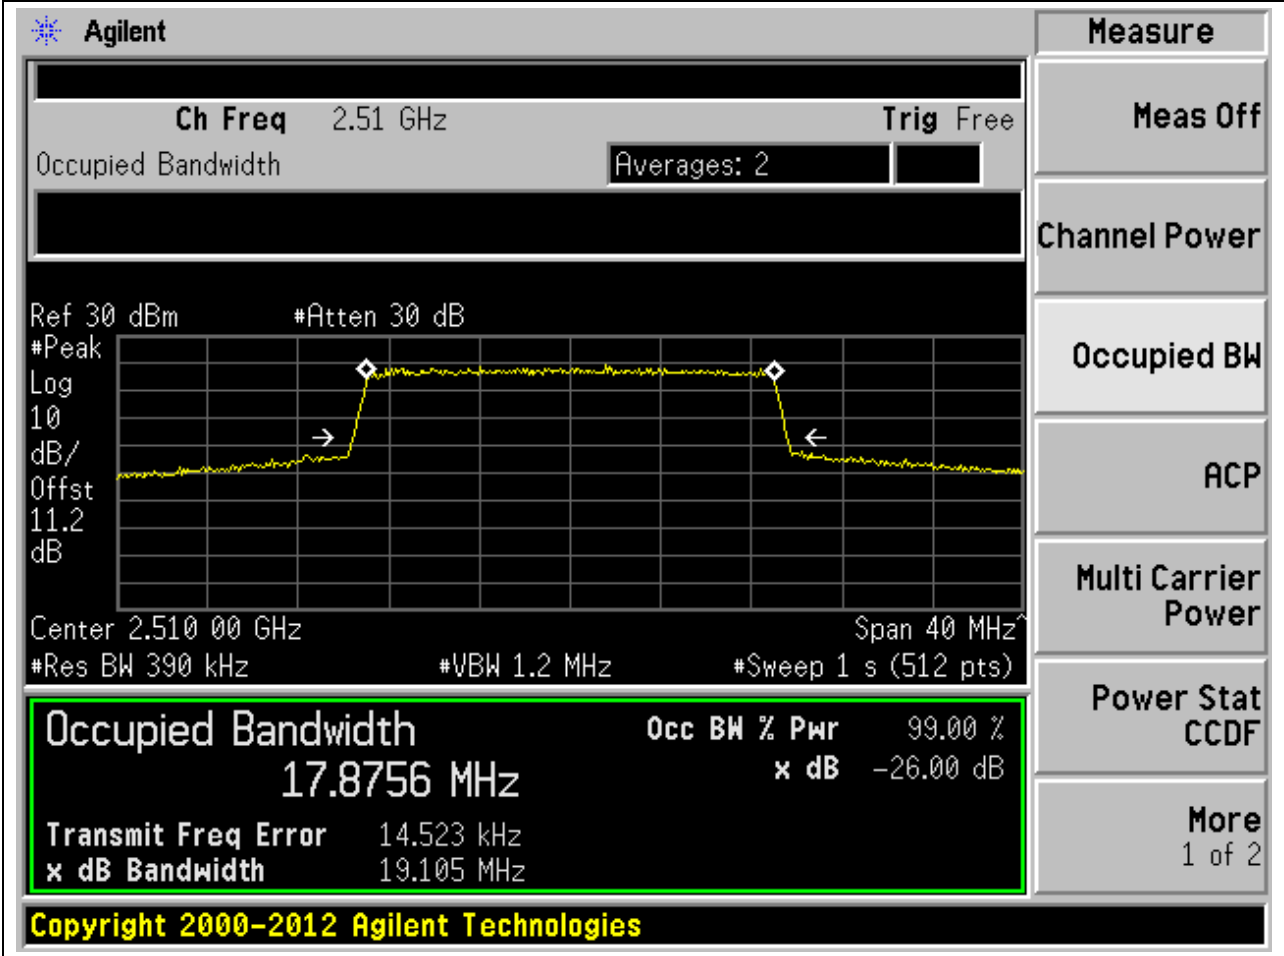 Agilent
Measure
Ch Freq 2.51 GHz Trig Free
Occupied Bandwidth Averages: 2
Meas Off
Channel Power
Ref 30 dBm #Atten 30 dB
#Peak
Log
10
dB/
Offst
11.2
dB
Occupied BW
ACP
Center 2.510 00 GHz Span 40 MHz^
#Res BW 390 kHz #VBW 1.2 MHz #Sweep 1 s (512 pts)
Multi Carrier
Power
Occupied Bandwidth Occ BW % Pwr 99.00 %
17.8756 MHz x dB -26.00 dB
Transmit Freq Error 14.523 kHz
x dB Bandwidth 19.105 MHz
Power Stat
CCDF
More
1 of 2
Copyright 2000-2012 Agilent Technologies